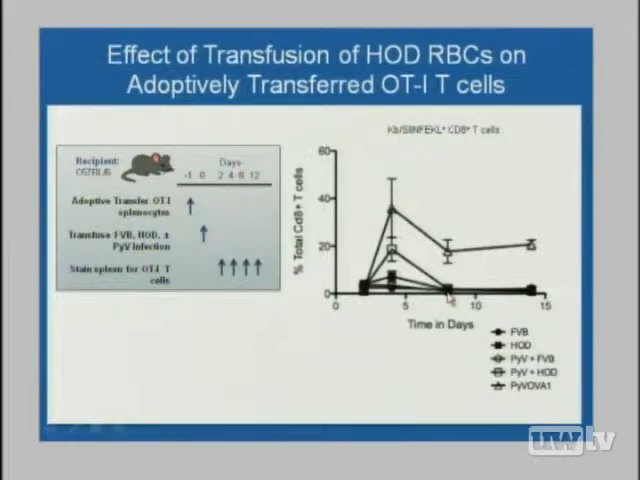 Effect of Transfusion of HOD RBCs on
Adoptively Transferred OT-I T cells
Recipient:
C57BL/6
Days
-1 0 2 4 8 12
Adoptive Transfer OT-I
splenocytes
Transfuse FVB, HOD, ±
PyV infection
Stain spleen for OT-I T
cells
Kb/SIINFEKL⁺ CD8⁺ T cells
% Total Cd8+ T cells
60
40
20
0
0 5 10 15
Time in Days
FVB
HOD
PyV + FVB
PyV + HOD
PyVOVA1
uwtv